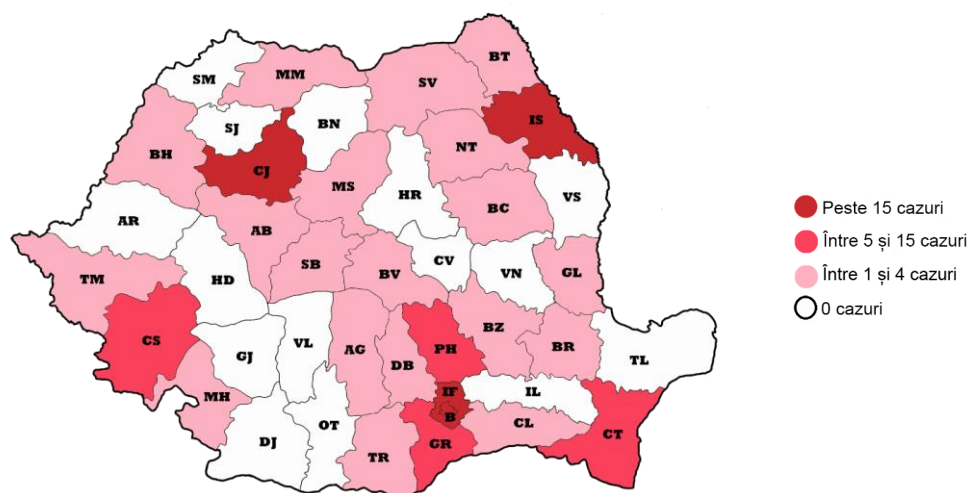 BT
SM
MM
SV
IS
SJ
BN
NT
BH
CJ
MS
HR
VS
BC
AR
AB
SB
BV
CV
VN
GL
TM
HD
CS
GJ
VL
AG
DB
PH
BZ
BR
TL
MH
IF
IL
B
DJ
OT
TR
GR
CL
CT
Peste 15 cazuri
Între 5 și 15 cazuri
Între 1 și 4 cazuri
0 cazuri